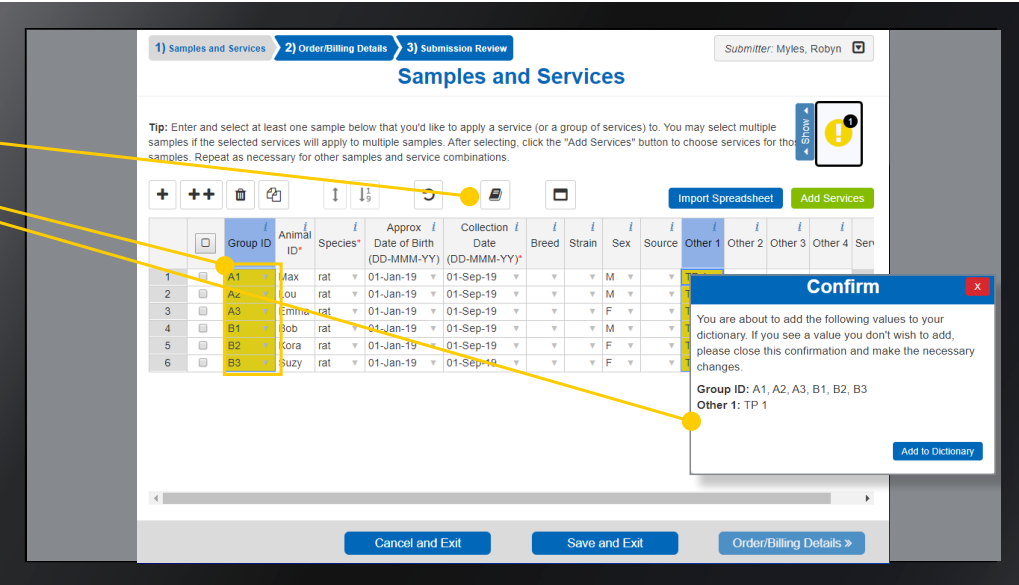 1) Samples and Services 2) Order/Billing Details 3) Submission Review
Submitter: Myles, Robyn
Samples and Services
Tip: Enter and select at least one sample below that you'd like to apply a service (or a group of services) to. You may select multiple
samples if the selected services will apply to multiple samples. After selecting, click the "Add Services" button to choose services for
samples. Repeat as necessary for other samples and service combinations.
Show
1
Import Spreadsheet Add Services
Group ID Animal ID* Species* Approx Date of Birth (DD-MMM-YY) Collection Date (DD-MMM-YY)* Breed Strain Sex Source Other 1 Other 2 Other 3 Other 4
1 A1 Max rat 01-Jan-19 01-Sep-19 M
2 A2 Lou rat 01-Jan-19 01-Sep-19 M
3 A3 Emma rat 01-Jan-19 01-Sep-19 F
4 B1 Bob rat 01-Jan-19 01-Sep-19 M
5 B2 Kora rat 01-Jan-19 01-Sep-19 F
6 B3 Suzy rat 01-Jan-19 01-Sep-19 F
Confirm X
You are about to add the following values to your
dictionary. If you see a value you don't wish to add,
please close this confirmation and make the necessary
changes.
Group ID: A1, A2, A3, B1, B2, B3
Other 1: TP 1
Add to Dictionary
Cancel and Exit Save and Exit Order/Billing Details »